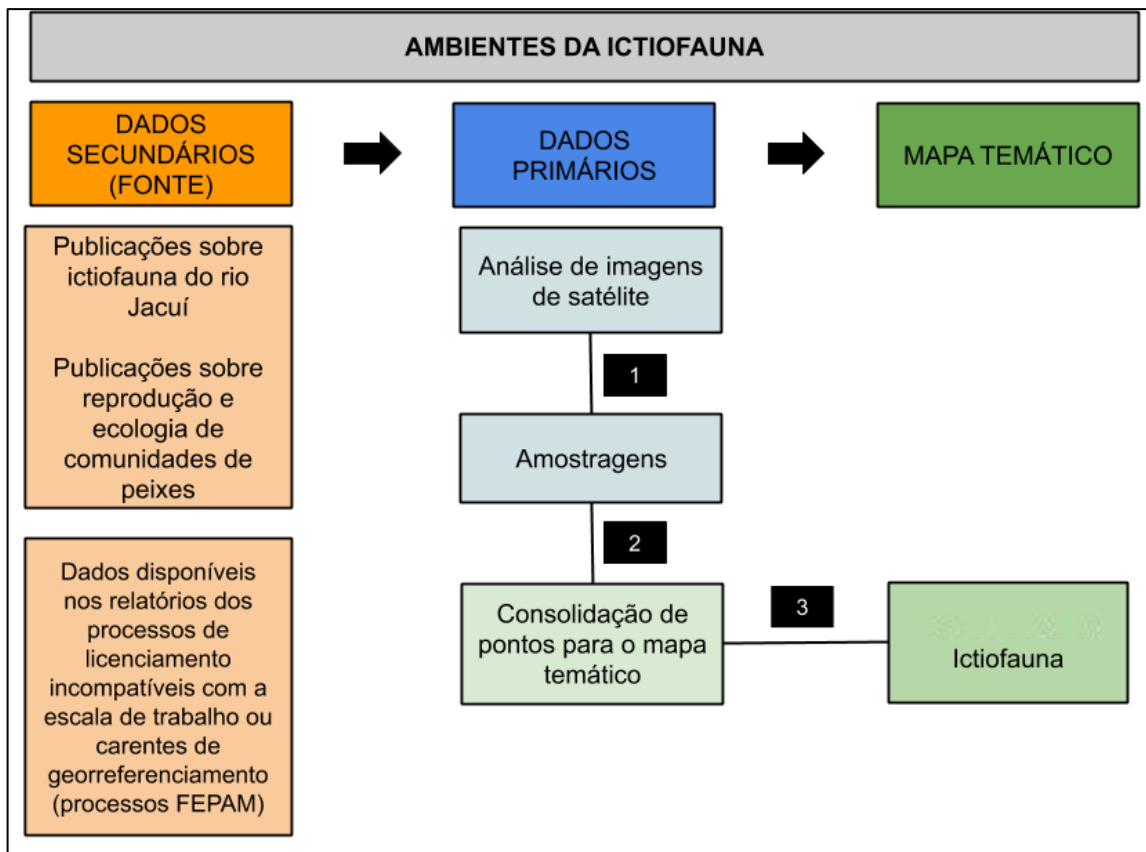 AMBIENTES DA ICTIOFAUNA
DADOS
SECUNDÁRIOS
(FONTE)
DADOS
PRIMÁRIOS
MAPA TEMÁTICO
Publicações sobre
ictiofauna do rio
Jacuí
Publicações sobre
reprodução e
ecologia de
comunidades de
peixes
Dados disponíveis
nos relatórios dos
processos de
licenciamento
incompatíveis com a
escala de trabalho ou
carentes de
georreferenciamento
(processos FEPAM)
Análise de imagens
de satélite
1
Amostragens
2
Consolidação de
pontos para o mapa
temático
3
Ictiofauna